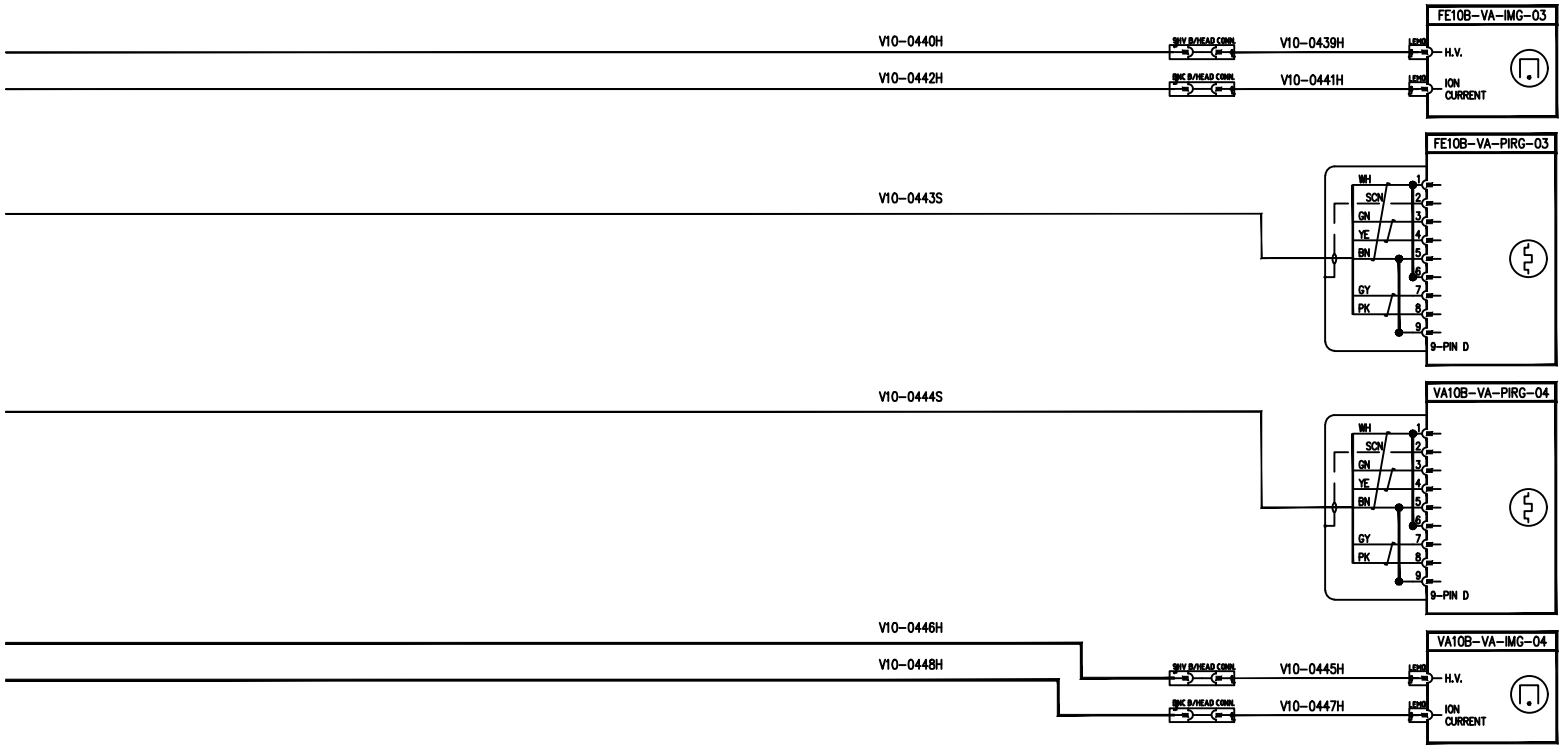 FE10B-VA-IMG-03
V10-0440H
SHV B/HEAD CONN.
V10-0439H
LEMO
H.V.
V10-0442H
BNC B/HEAD CONN.
V10-0441H
LEMO
ION
CURRENT
FE10B-VA-PIRG-03
V10-0443S
WH 1
SCN 2
GN 3
YE 4
BN 5
6
GY 7
PK 8
9
9-PIN D
VA10B-VA-PIRG-04
V10-0444S
WH 1
SCN 2
GN 3
YE 4
BN 5
6
GY 7
PK 8
9
9-PIN D
VA10B-VA-IMG-04
V10-0446H
V10-0448H
SHV B/HEAD CONN.
V10-0445H
LEMO
H.V.
BNC B/HEAD CONN.
V10-0447H
LEMO
ION
CURRENT